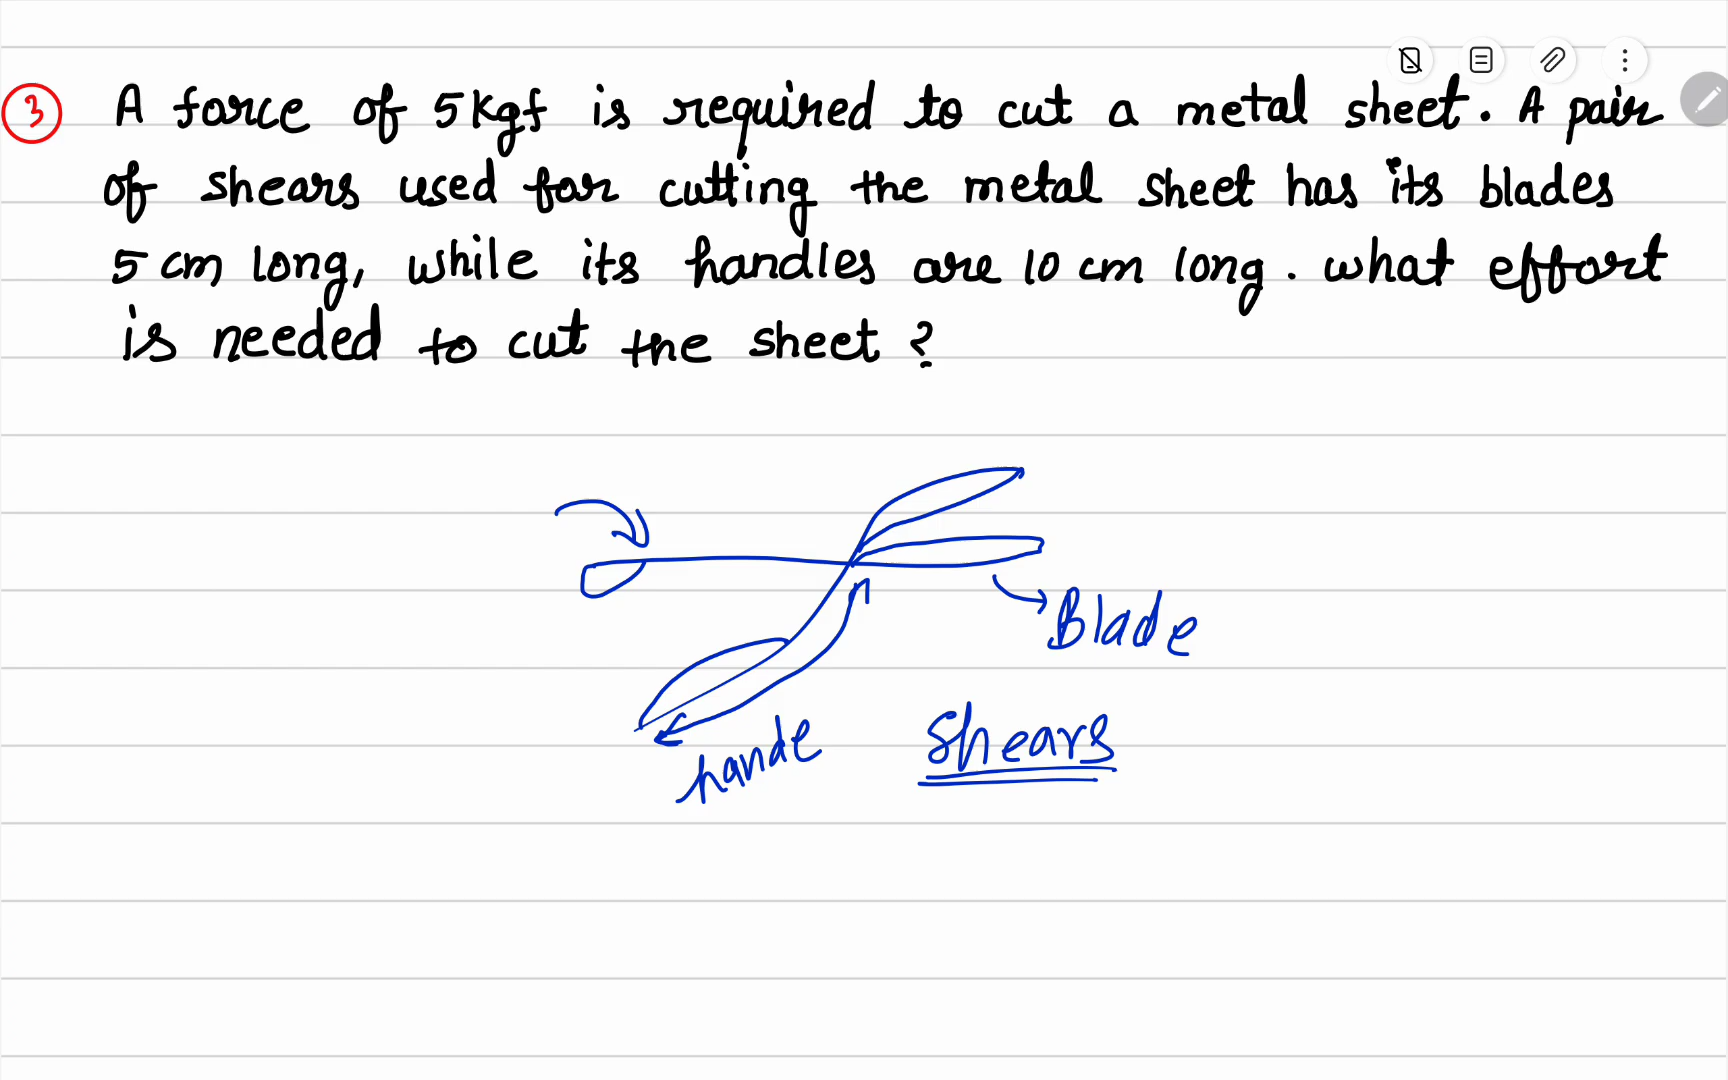 3 A force of 5kgf is required to cut a metal sheet. A pair
of shears used for cutting the metal sheet has its blades
5 cm long, while its handles are 10 cm long. what effort
is needed to cut the sheet ?
Blade
Shears
hande